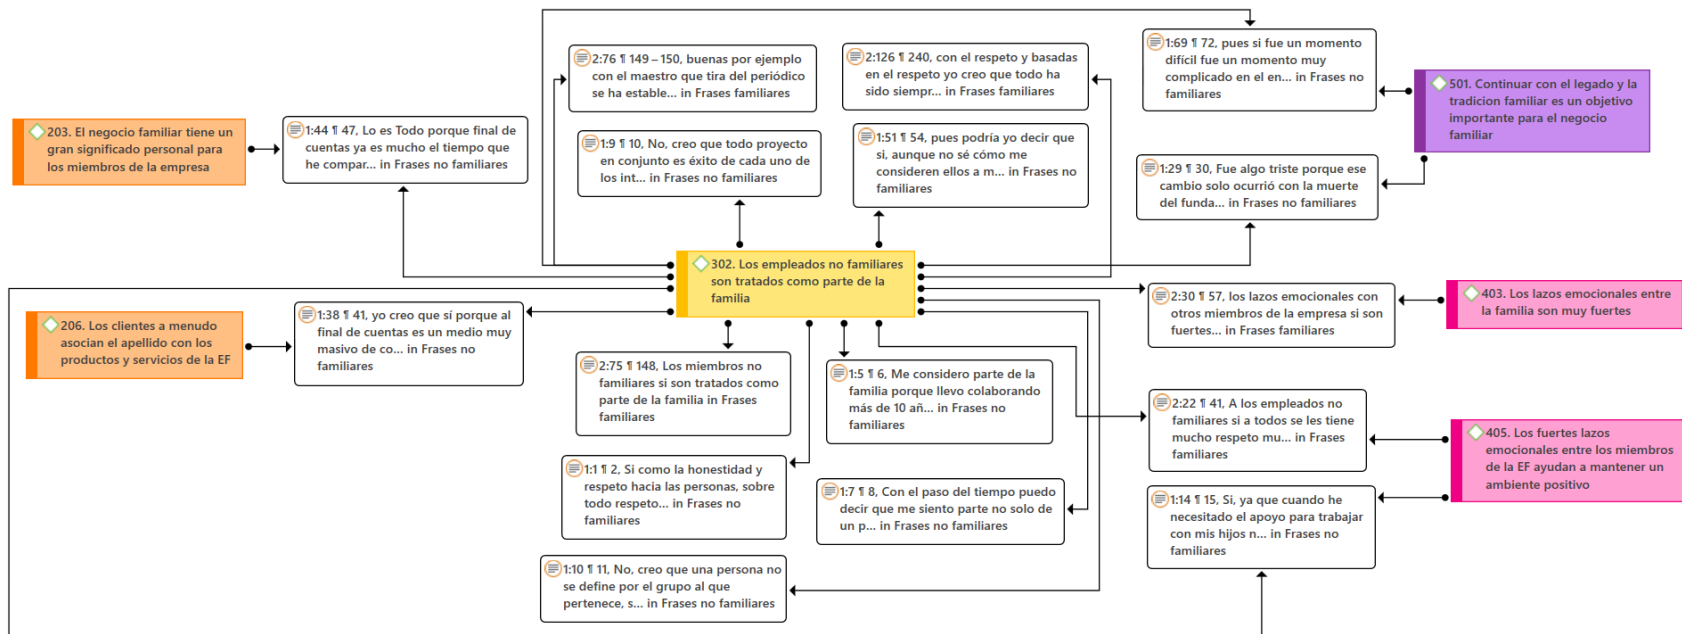 1:69 ¶ 72, pues si fue un momento
difícil fue un momento muy
complicado en el en... in Frases no
familiares
2:76 ¶ 149 – 150, buenas por ejemplo
con el maestro que tira del periódico
se ha estable... in Frases familiares
2:126 ¶ 240, con el respeto y basadas
en el respeto yo creo que todo ha
sido siempr... in Frases familiares
501. Continuar con el legado y la
tradicion familiar es un objetivo
importante para el negocio
familiar
203. El negocio familiar tiene un
gran significado personal para
los miembros de la empresa
1:44 ¶ 47, Lo es Todo porque final de
cuentas ya es mucho el tiempo que
he compar... in Frases no familiares
1:9 ¶ 10, No, creo que todo proyecto
en conjunto es éxito de cada uno de
los int... in Frases no familiares
1:51 ¶ 54, pues podría yo decir que
si, aunque no sé cómo me
consideren ellos a m... in Frases no
familiares
1:29 ¶ 30, Fue algo triste porque ese
cambio solo ocurrió con la muerte
del funda... in Frases no familiares
302. Los empleados no familiares
son tratados como parte de la
familia
206. Los clientes a menudo
asocian el apellido con los
productos y servicios de la EF
1:38 ¶ 41, yo creo que sí porque al
final de cuentas es un medio muy
masivo de co... in Frases no
familiares
2:30 ¶ 57, los lazos emocionales con
otros miembros de la empresa si son
fuertes... in Frases familiares
403. Los lazos emocionales entre
la familia son muy fuertes
2:75 ¶ 148, Los miembros no
familiares si son tratados como
parte de la familia in Frases
familiares
1:5 ¶ 6, Me considero parte de la
familia porque llevo colaborando
más de 10 añ... in Frases no
familiares
2:22 ¶ 41, A los empleados no
familiares si a todos se les tiene
mucho respeto mu... in Frases
familiares
405. Los fuertes lazos
emocionales entre los miembros
de la EF ayudan a mantener un
ambiente positivo
1:1 ¶ 2, Si como la honestidad y
respeto hacia las personas, sobre
todo respeto... in Frases no
familiares
1:7 ¶ 8, Con el paso del tiempo puedo
decir que me siento parte no solo de
un p... in Frases no familiares
1:14 ¶ 15, Si, ya que cuando he
necesitado el apoyo para trabajar
con mis hijos n... in Frases no
familiares
1:10 ¶ 11, No, creo que una persona no
se define por el grupo al que
pertenece, s... in Frases no familiares